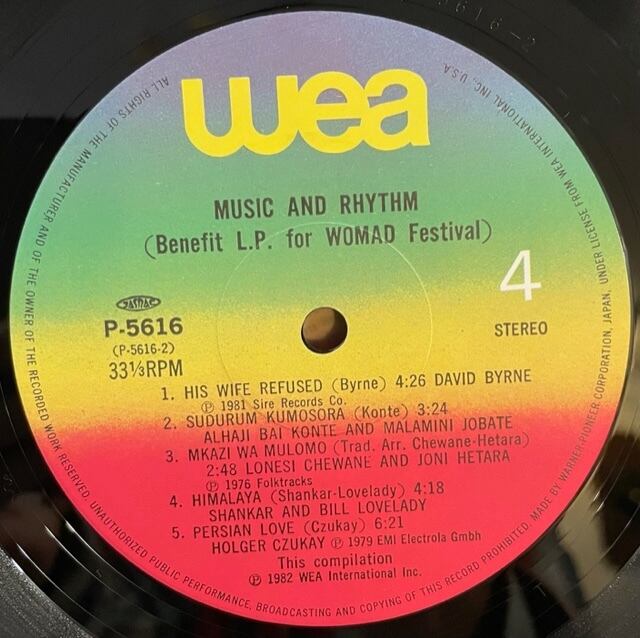 5616-2
ALL RIGHTS OF THE MANUFACTURER AND OF THE OWNER OF THE RECORDED WORK RESERVED. UNAUTHORIZED PUBLIC PERFORMANCE, BROADCASTING AND COPYING OF THIS RECORD PROHIBITED. MADE BY WARNER-PIONEER CORPORATION, JAPAN, UNDER LICENSE FROM WEA INTERNATIONAL INC., U.S.A.
wea
MUSIC AND RHYTHM
(Benefit L.P. for WOMAD Festival)
4
JASRAC
P-5616
(P-5616-2)
33⅓RPM
STEREO
1. HIS WIFE REFUSED (Byrne) 4:26 DAVID BYRNE
℗ 1981 Sire Records Co.
2. SUDURUM KUMOSORA (Konte) 3:24
ALHAJI BAI KONTE AND MALAMINI JOBATE
3. MKAZI WA MULOMO (Trad. Arr. Chewane-Hetara)
2:48 LONESI CHEWANE AND JONI HETARA
℗ 1976 Folktracks
4. HIMALAYA (Shankar-Lovelady) 4:18
SHANKAR AND BILL LOVELADY
5. PERSIAN LOVE (Czukay) 6:21
HOLGER CZUKAY ℗ 1979 EMI Electrola Gmbh
This compilation
℗ 1982 WEA International Inc.